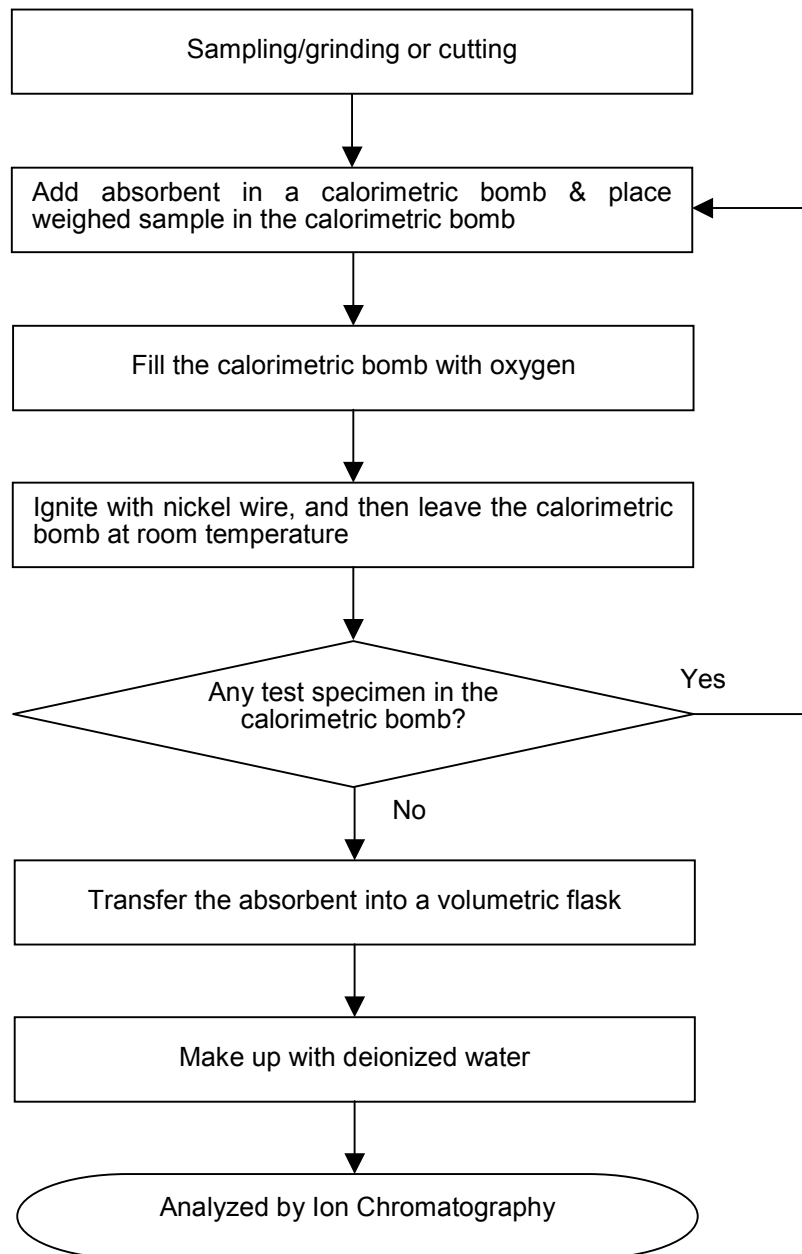 Sampling/grinding or cutting
Add absorbent in a calorimetric bomb & place
weighed sample in the calorimetric bomb
Fill the calorimetric bomb with oxygen
Ignite with nickel wire, and then leave the calorimetric
bomb at room temperature
Any test specimen in the
calorimetric bomb?
Yes
No
Transfer the absorbent into a volumetric flask
Make up with deionized water
Analyzed by Ion Chromatography